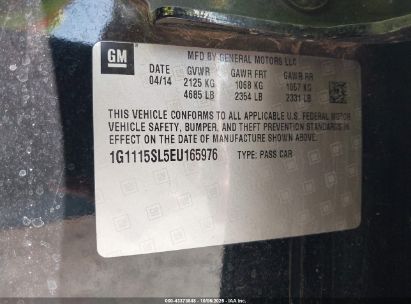 GM
MFD BY GENERAL MOTORS LLC
DATE GVWR GAWR FRT GAWR RR
04/14 2125 KG 1068 KG 1057 KG
4685 LB 2354 LB 2331 LB
THIS VEHICLE CONFORMS TO ALL APPLICABLE U.S. FEDERAL MOTOR
VEHICLE SAFETY, BUMPER, AND THEFT PREVENTION STANDARDS IN
EFFECT ON THE DATE OF MANUFACTURE SHOWN ABOVE.
1G1115SL5EU165976 TYPE: PASS CAR